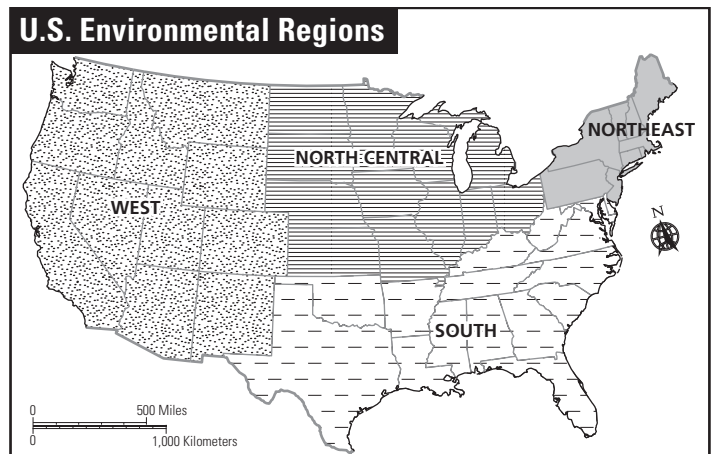 U.S. Environmental Regions
NORTHEAST
NORTH CENTRAL
WEST
N
SOUTH
0 500 Miles
0 1,000 Kilometers